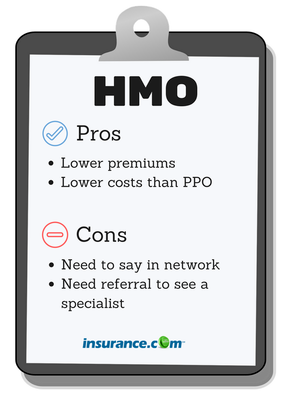 HMO
Pros
• Lower premiums
• Lower costs than PPO
Cons
• Need to say in network
• Need referral to see a
specialist
insurance.com